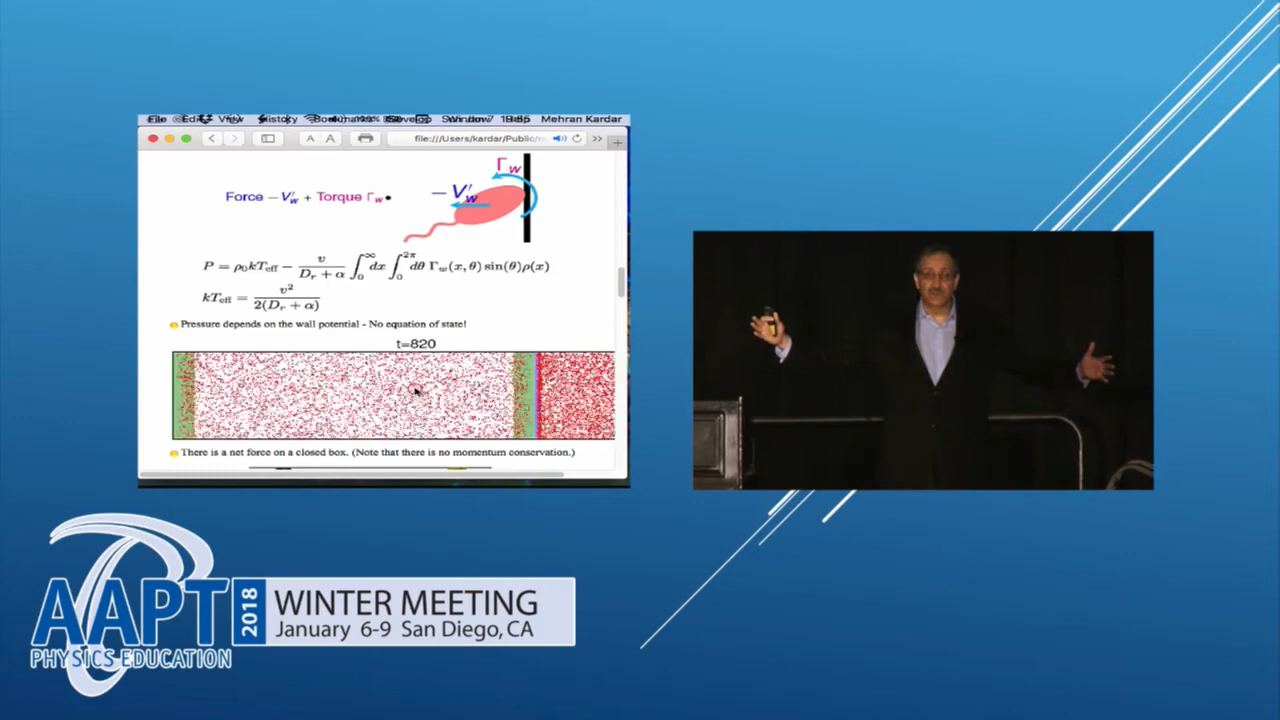 Mehran Kardar
file:///Users/kardar/Public/
Γw
Force −V′w + Torque Γw
−V′w
P = ρ₀kTeff − v/(Dr + α) ∫₀^∞ dx ∫₀^2π dθ Γw(x, θ) sin(θ)ρ(x)
kTeff = v²/(2(Dr + α))
Pressure depends on the wall potential - No equation of state!
t=820
There is a net force on a closed box. (Note that there is no momentum conservation.)
AAPT
PHYSICS EDUCATION
2018
WINTER MEETING
January 6-9 San Diego, CA